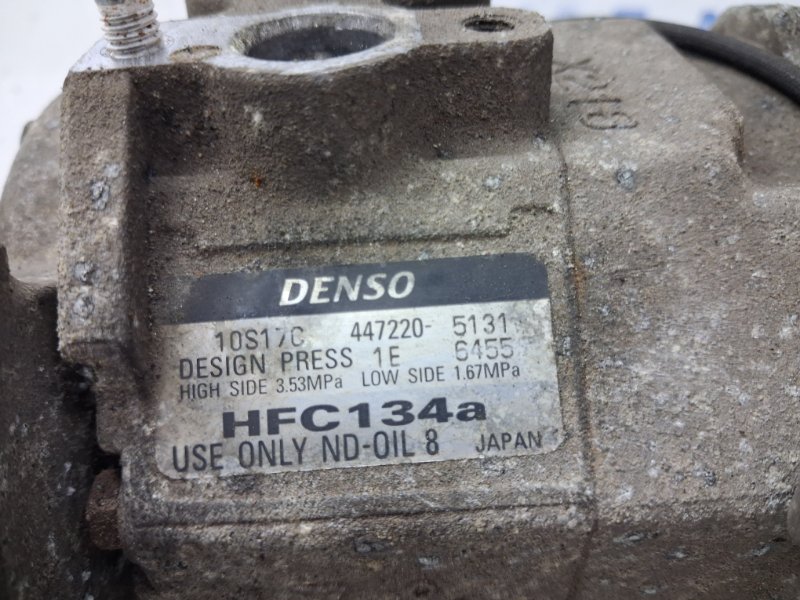 DENSO
10S17C 447220- 5131
DESIGN PRESS 1E 6455
HIGH SIDE 3.53MPa LOW SIDE 1.67MPa
HFC134a
USE ONLY ND-OIL 8 JAPAN